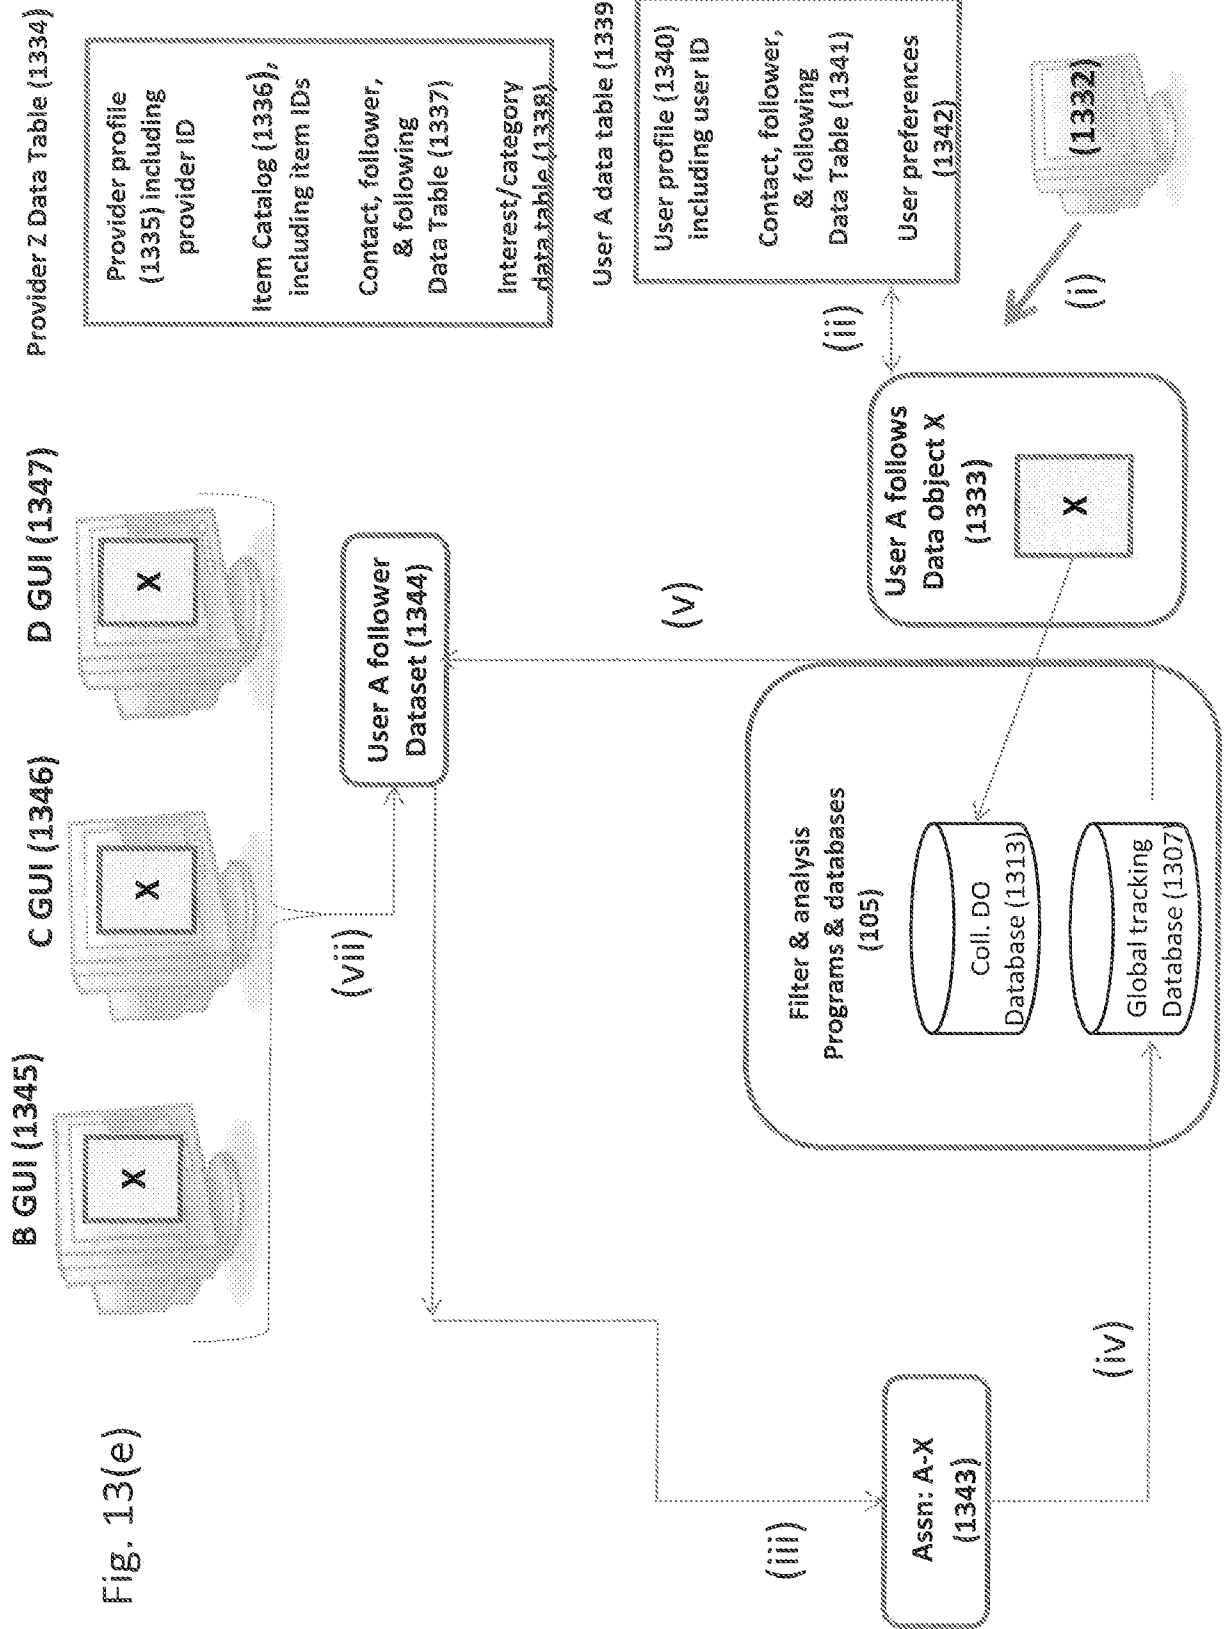 Fig. 13(e)
B GUI (1345)
C GUI (1346)
D GUI (1347)
X
X
X
Provider Z Data Table (1334)
Provider profile
(1335) including
provider ID
Item Catalog (1336),
including item IDs
Contact, follower,
& following
Data Table (1337)
Interest/category
data table (1338)
(vii)
User A follower
Dataset (1344)
User A data table (1339
User profile (1340)
including user ID
Contact, follower,
& following
Data Table (1341)
User preferences
(1342)
(v)
(ii)
(iii)
Filter & analysis
Programs & databases
(105)
Coll. DO
Database (1313)
Global tracking
Database (1307)
User A follows
Data object X
(1333)
X
(1332)
(i)
Assn: A-X
(1343)
(iv)